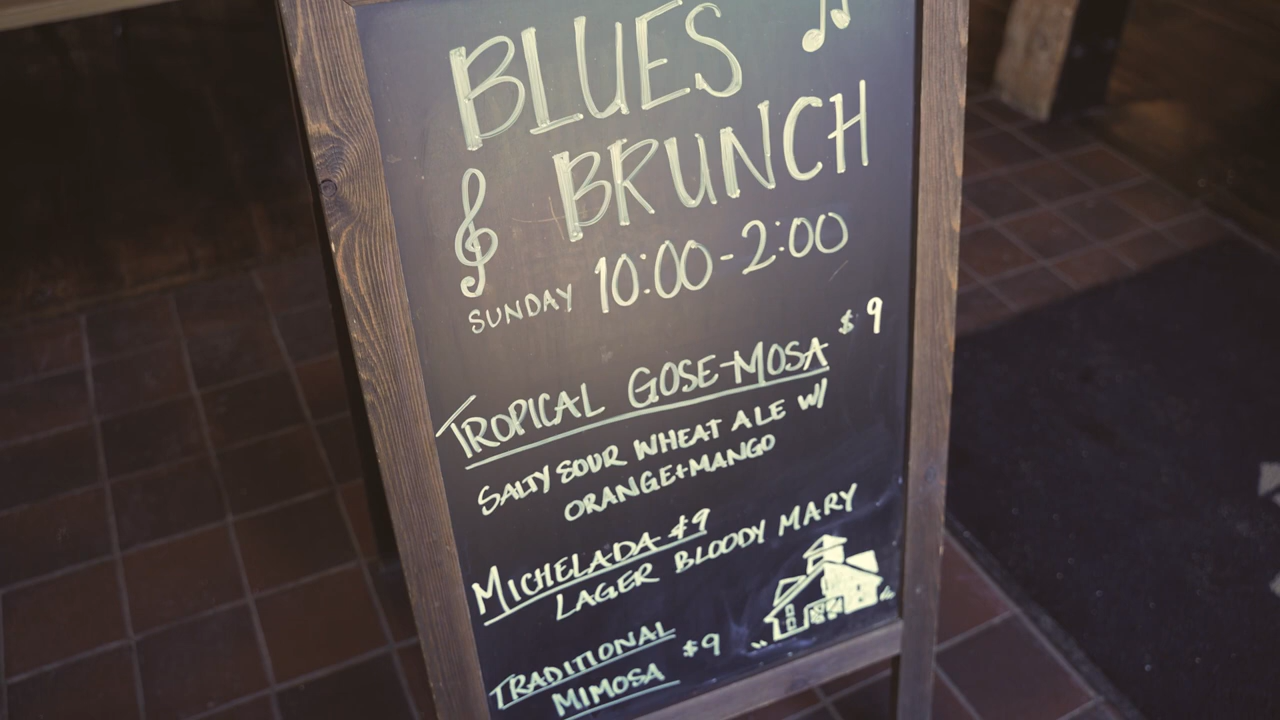 BLUES
BRUNCH
SUNDAY 10:00-2:00
TROPICAL GOSE-MOSA $9
SALTY SOUR WHEAT ALE W/
ORANGE+MANGO
MICHELADA $9
LAGER BLOODY MARY
TRADITIONAL
MIMOSA $9